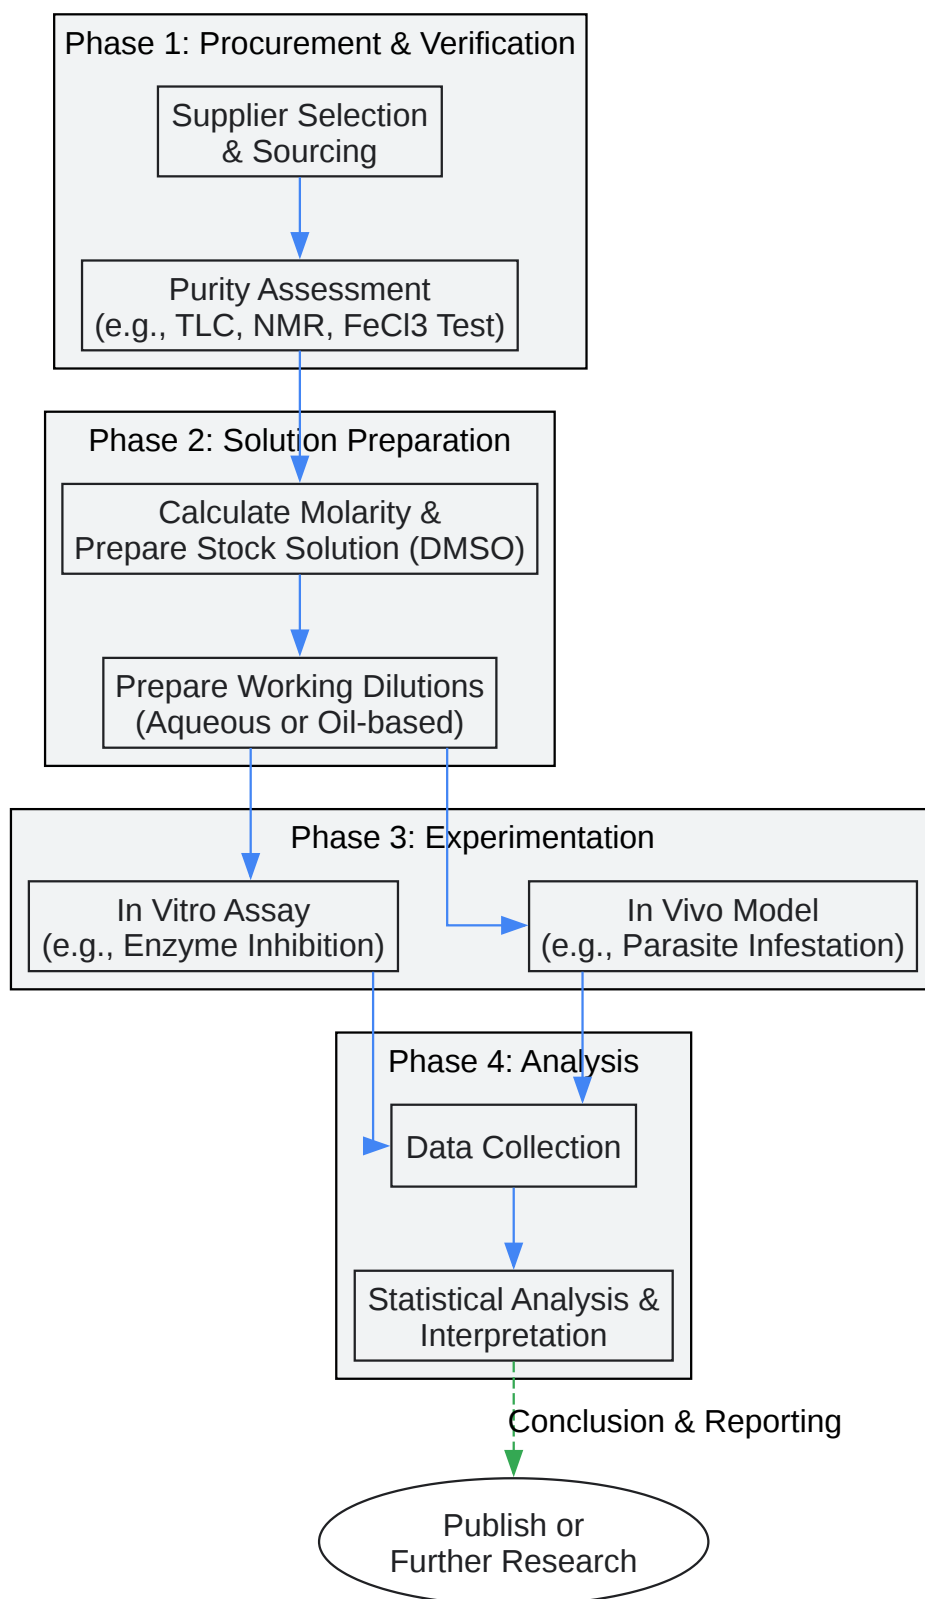 Phase 1: Procurement & Verification
Supplier Selection
& Sourcing
Purity Assessment
(e.g., TLC, NMR, FeCl3 Test)
Phase 2: Solution Preparation
Calculate Molarity &
Prepare Stock Solution (DMSO)
Prepare Working Dilutions
(Aqueous or Oil-based)
Phase 3: Experimentation
In Vitro Assay
(e.g., Enzyme Inhibition)
In Vivo Model
(e.g., Parasite Infestation)
Phase 4: Analysis
Data Collection
Statistical Analysis &
Interpretation
Conclusion & Reporting
Publish or
Further Research